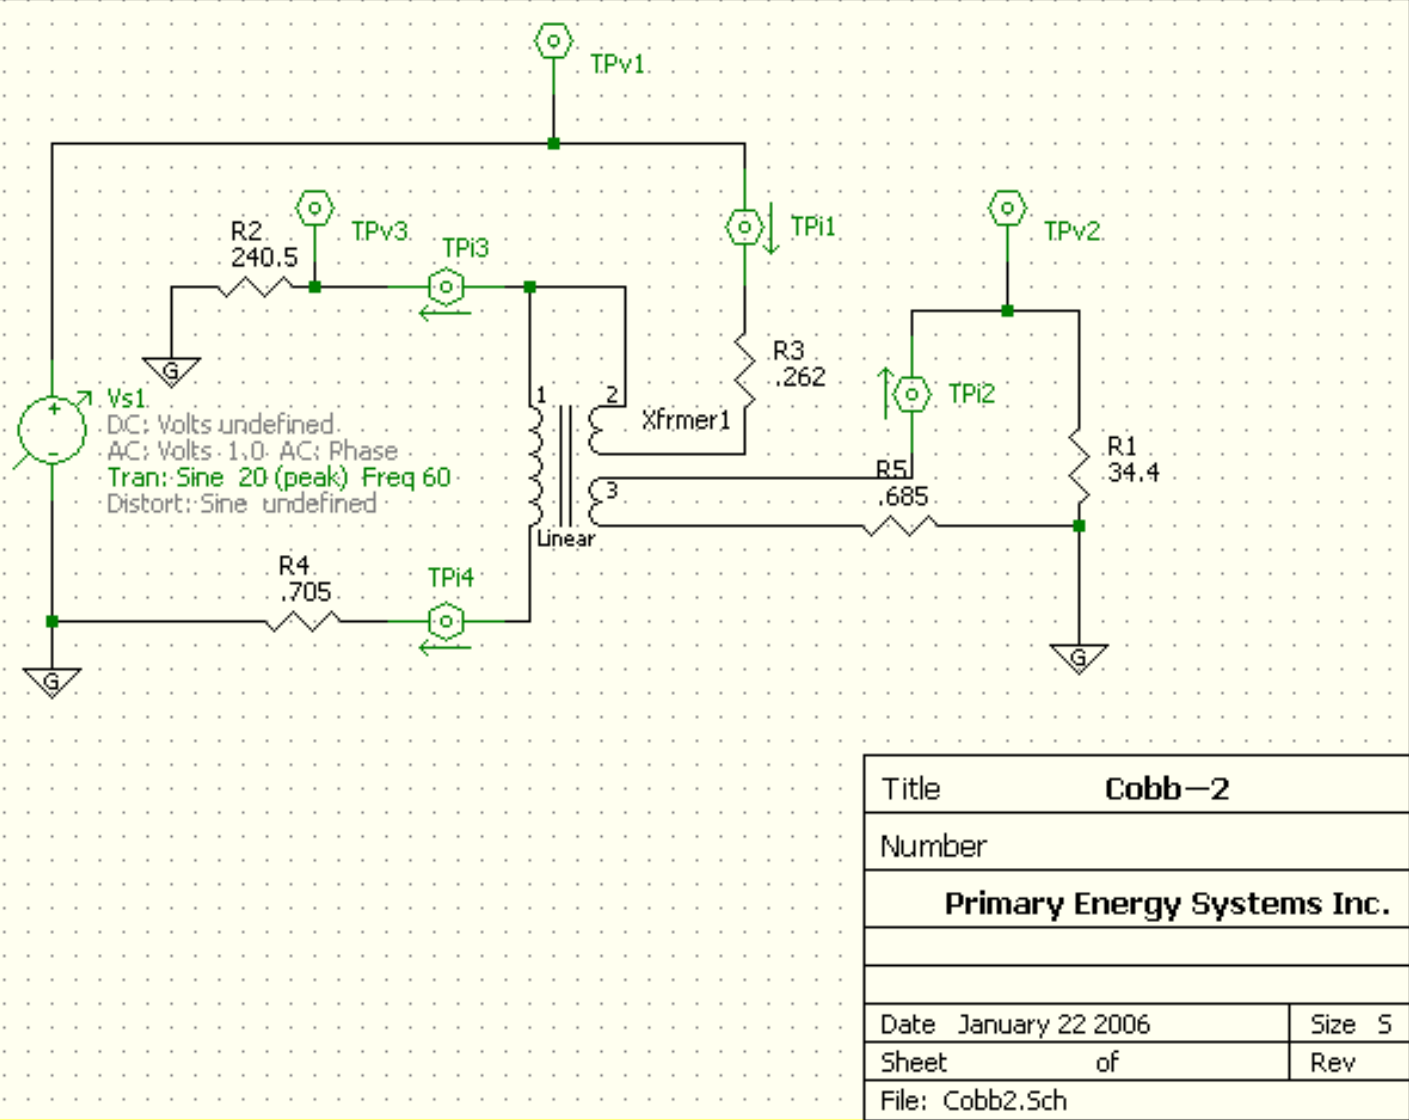 TPv1
R2
240.5
TPv3
TPi3
TPi1
TPv2
G
R3
.262
TPi2
Vs1
DC: Volts undefined
AC: Volts 1.0 AC: Phase
Tran: Sine 20 (peak) Freq 60
Distort: Sine undefined
1
2
Xfrmer1
3
Linear
R5
.685
R1
34.4
R4
.705
TPi4
G
G
Title Cobb-2
Number
Primary Energy Systems Inc.
Date January 22 2006 Size S
Sheet of Rev
File: Cobb2.Sch